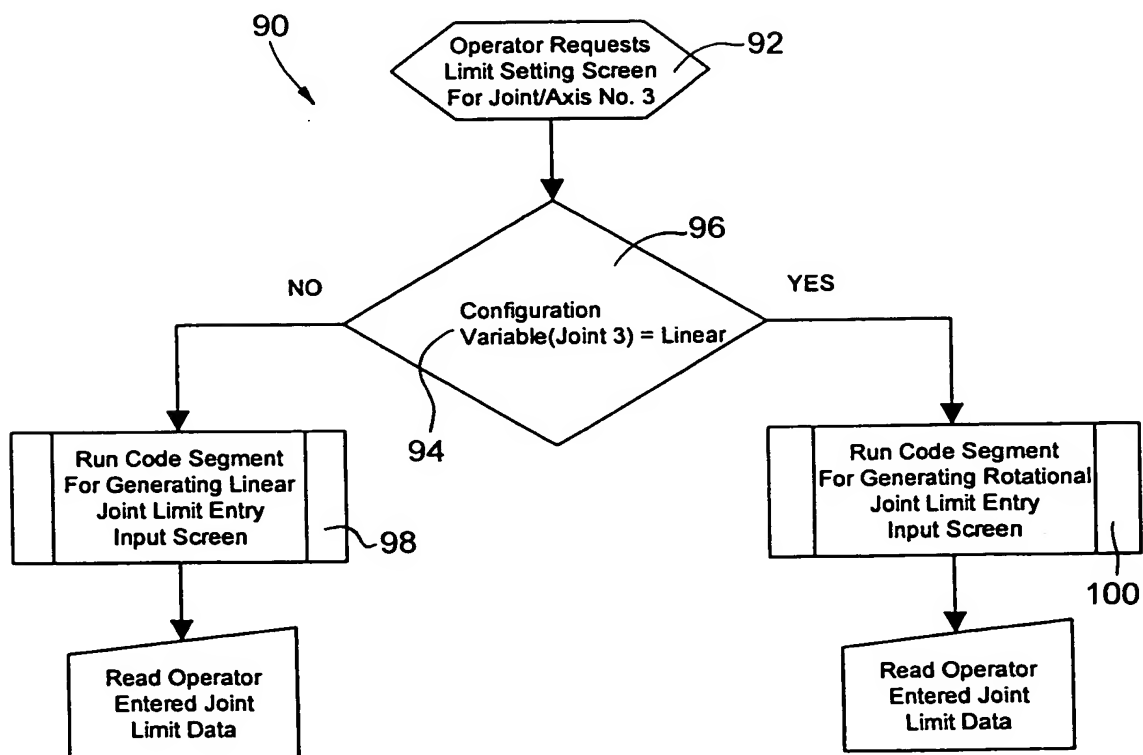 90
Operator Requests
Limit Setting Screen
For Joint/Axis No. 3
92
96
NO
YES
Configuration
Variable(Joint 3) = Linear
94
Run Code Segment
For Generating Linear
Joint Limit Entry
Input Screen
98
Run Code Segment
For Generating Rotational
Joint Limit Entry
Input Screen
100
Read Operator
Entered Joint
Limit Data
Read Operator
Entered Joint
Limit Data